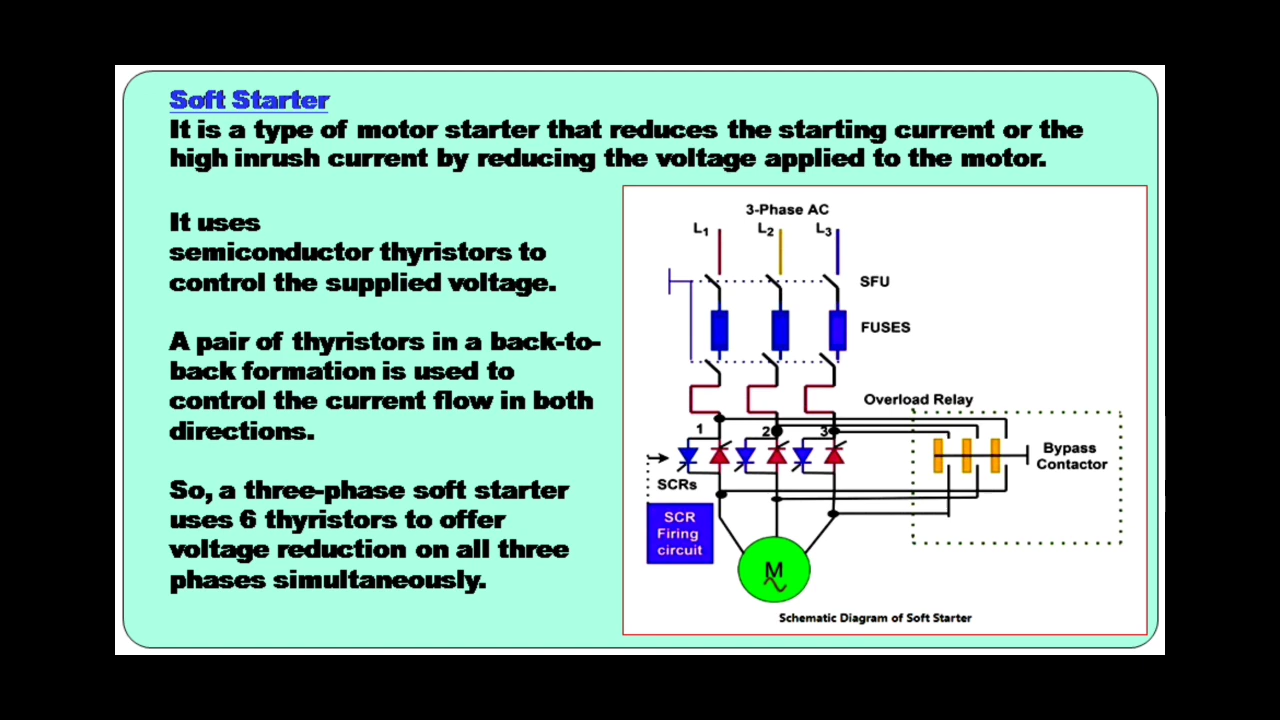 Soft Starter
It is a type of motor starter that reduces the starting current or the
high inrush current by reducing the voltage applied to the motor.
It uses
semiconductor thyristors to
control the supplied voltage.
A pair of thyristors in a back-to-
back formation is used to
control the current flow in both
directions.
So, a three-phase soft starter
uses 6 thyristors to offer
voltage reduction on all three
phases simultaneously.
3-Phase AC
L1 L2 L3
SFU
FUSES
Overload Relay
1 2 3
Bypass
Contactor
SCRs
SCR
Firing
circuit
M
Schematic Diagram of Soft Starter